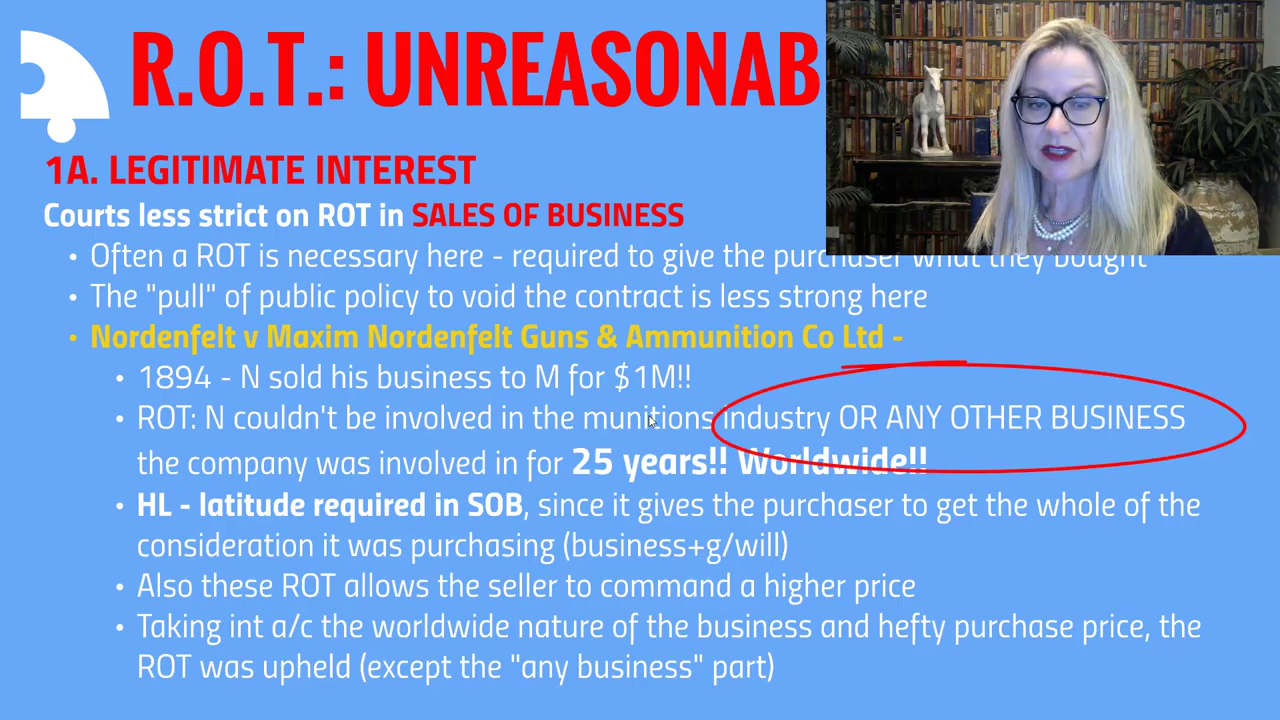 R.O.T.: UNREASONAB
1A. LEGITIMATE INTEREST
Courts less strict on ROT in SALES OF BUSINESS
• Often a ROT is necessary here - required to give the purchaser what they bought
• The "pull" of public policy to void the contract is less strong here
• Nordenfelt v Maxim Nordenfelt Guns & Ammunition Co Ltd -
• 1894 - N sold his business to M for $1M!!
• ROT: N couldn't be involved in the munitions industry OR ANY OTHER BUSINESS
the company was involved in for 25 years!! Worldwide!!
• HL - latitude required in SOB, since it gives the purchaser to get the whole of the
consideration it was purchasing (business+g/will)
• Also these ROT allows the seller to command a higher price
• Taking int a/c the worldwide nature of the business and hefty purchase price, the
ROT was upheld (except the "any business" part)